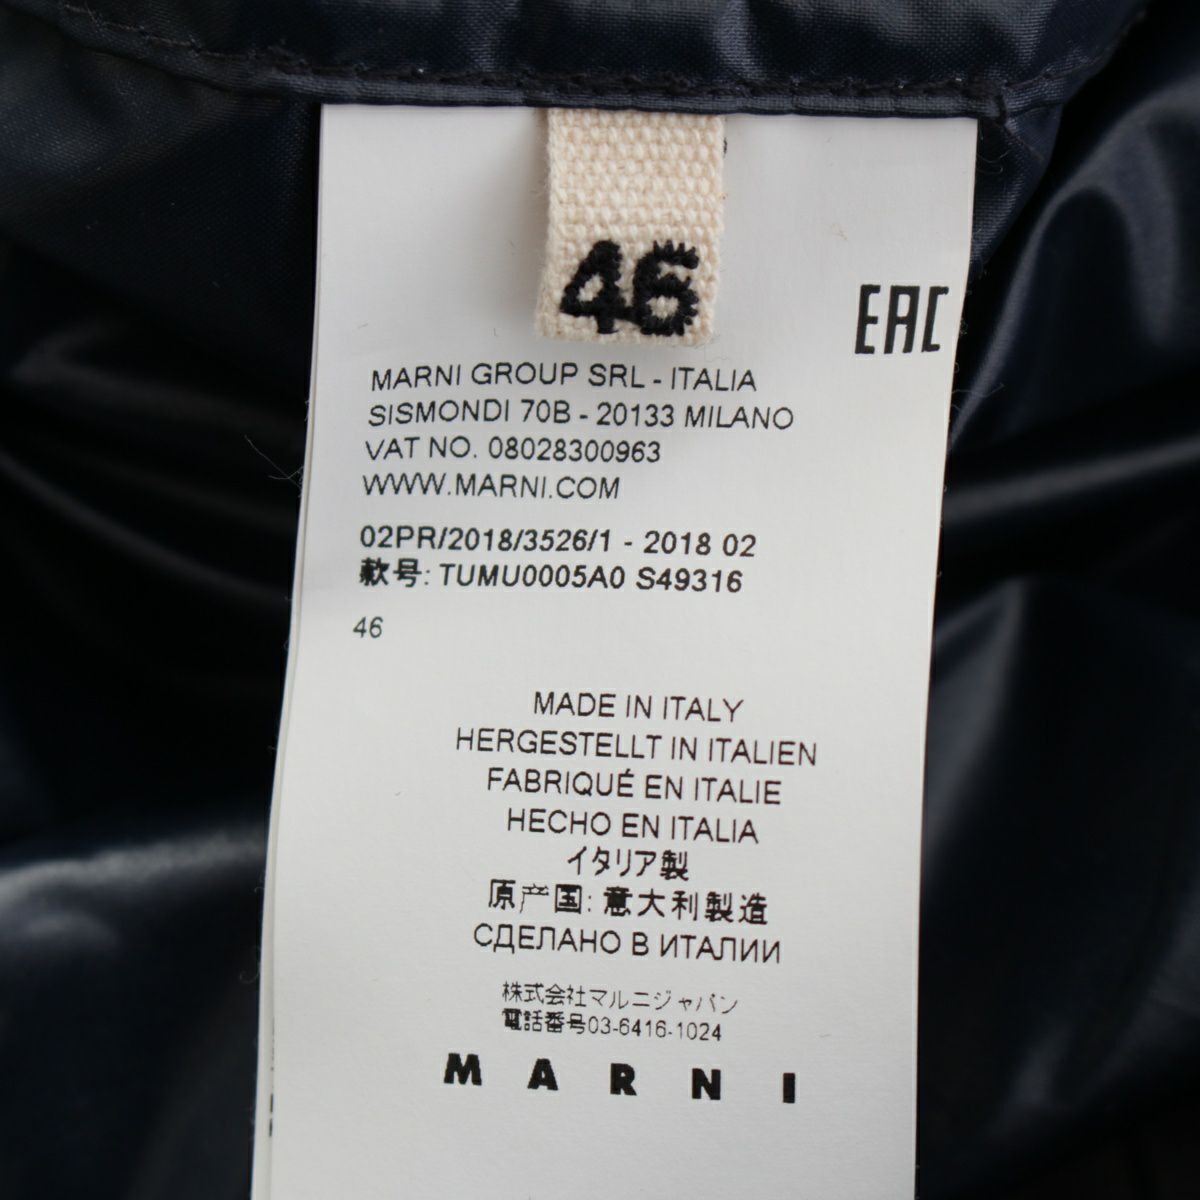 46
EAC
MARNI GROUP SRL - ITALIA
SISMONDI 70B - 20133 MILANO
VAT NO. 08028300963
WWW.MARNI.COM
02PR/2018/3526/1 - 2018 02
款号: TUMU0005A0 S49316
46
MADE IN ITALY
HERGESTELLT IN ITALIEN
FABRIQUÉ EN ITALIE
HECHO EN ITALIA
イタリア製
原产国: 意大利製造
СДЕЛАНО В ИТАЛИИ
株式会社マルニジャパン
電話番号03-6416-1024
MARNI